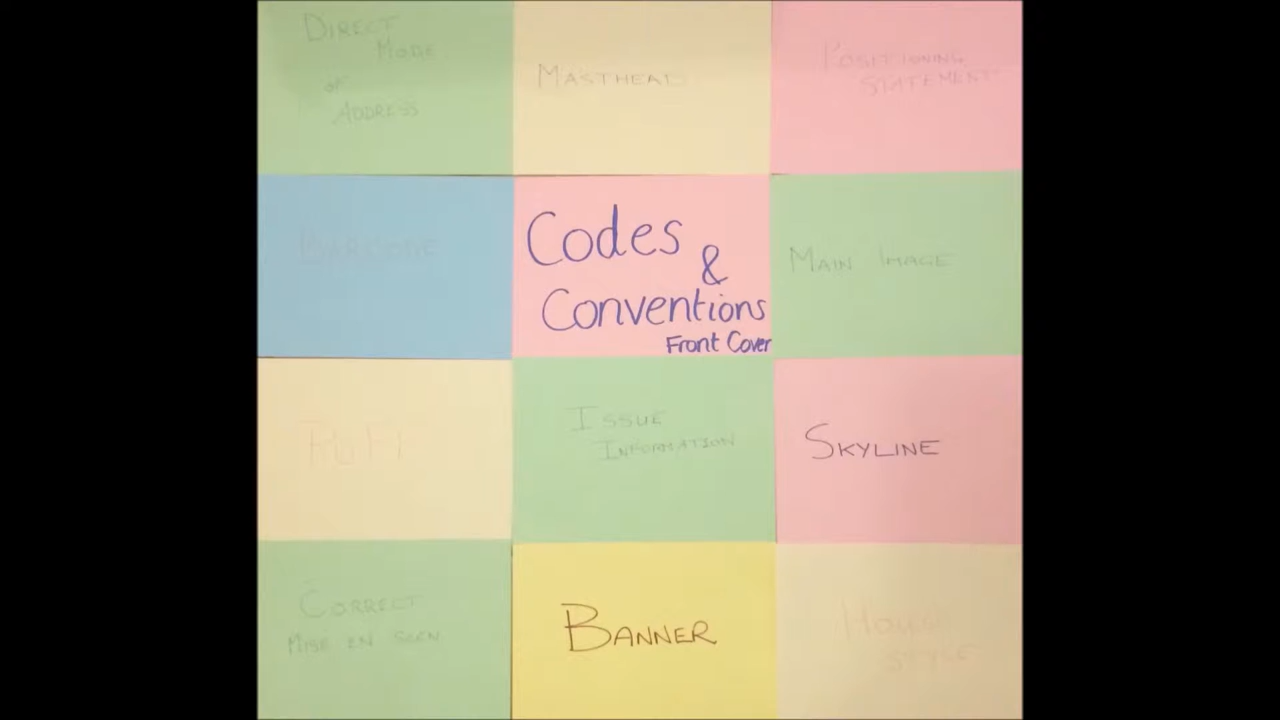 DIRECT
MODE
OF
ADDRESS
MASTHEAD
POSITIONING
STATEMENT
BARCODE
Codes
&
Conventions
Front Cover
MAIN IMAGE
ISSUE
INFORMATION
SKYLINE
CORRECT
MISE EN SCEN
BANNER
HOUSE
STYLE